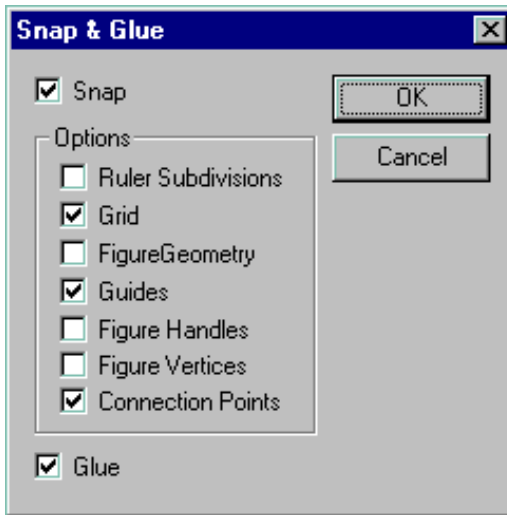 Snap & Glue
Snap
OK
Cancel
Options
Ruler Subdivisions
Grid
FigureGeometry
Guides
Figure Handles
Figure Vertices
Connection Points
Glue